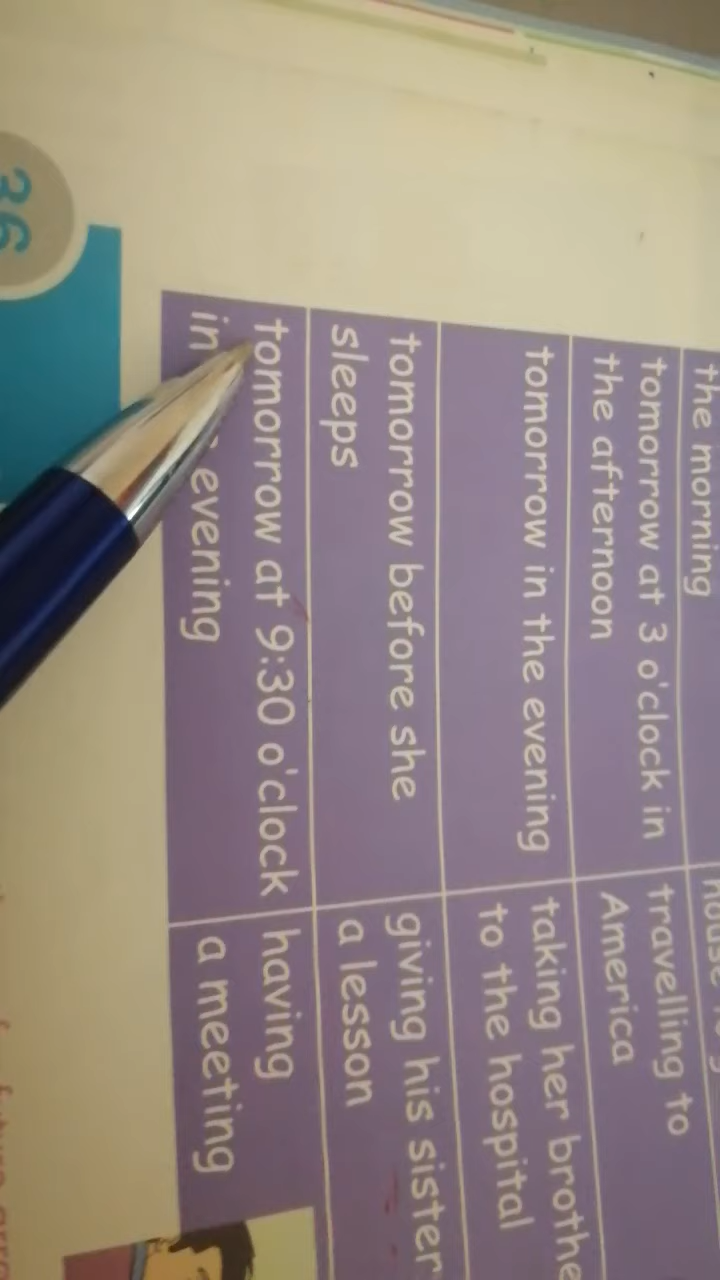 the morning
tomorrow at 3 o'clock in
the afternoon
travelling to
America
tomorrow in the evening
taking her brothe
to the hospital
tomorrow before she
sleeps
giving his sister
a lesson
tomorrow at 9:30 o'clock
in evening
having
a meeting
36